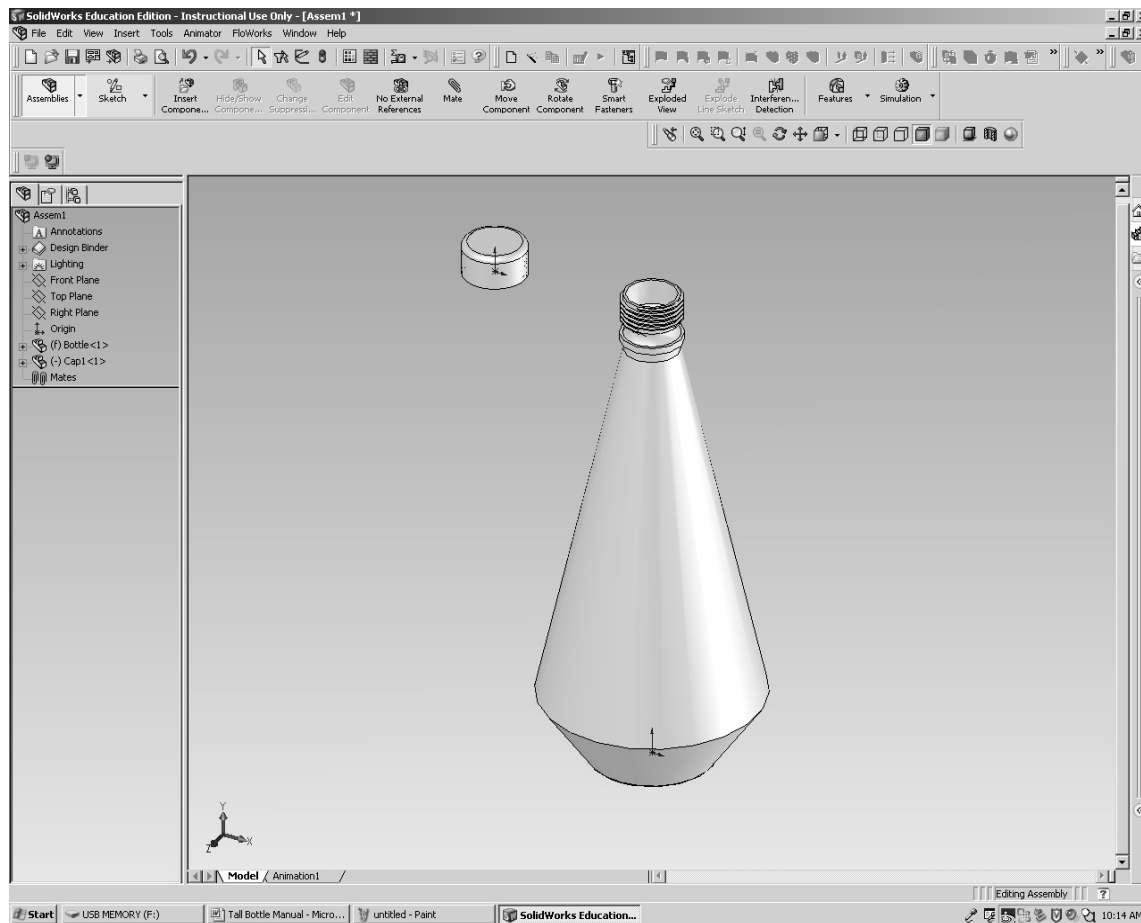 SolidWorks Education Edition - Instructional Use Only - [Assem1 *]
File Edit View Insert Tools Animator FloWorks Window Help
Assemblies Sketch Insert Compone... Hide/Show Compone... Change Suppressi... Edit Component No External References Mate Move Component Rotate Component Smart Fasteners Exploded View Explode Line Sketch Interferen... Detection Features Simulation
Assem1
A Annotations
Design Binder
Lighting
Front Plane
Top Plane
Right Plane
Origin
(f) Bottle<1>
(-) Cap1<1>
Mates
Y
X
Z
Model Animation1
Editing Assembly ?
Start USB MEMORY (F:) Tall Bottle Manual - Micro... untitled - Paint SolidWorks Education... 10:14 AM